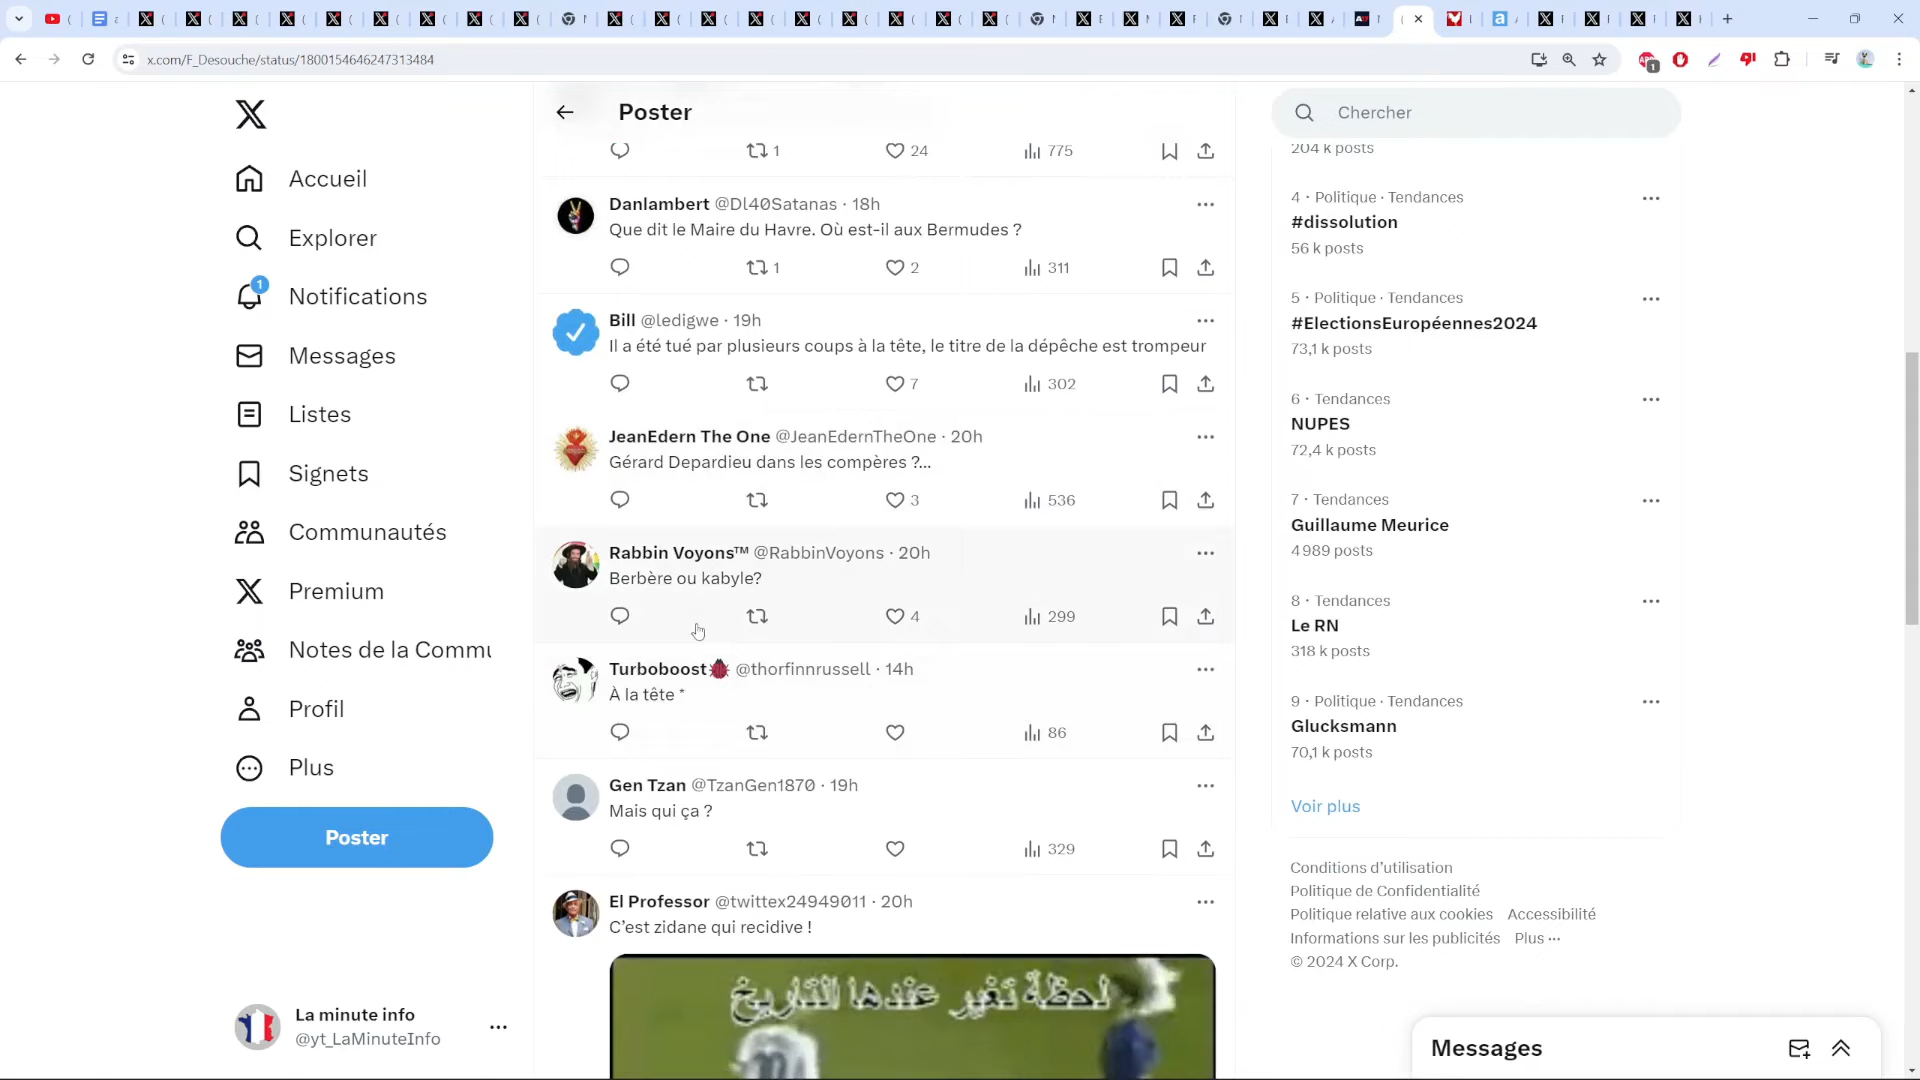 x.com/F_Desouche/status/1800154646247313484
1
Accueil
Explorer
1
Notifications
Messages
Listes
Signets
Communautés
Premium
Notes de la Commu
Profil
Plus
Poster
La minute info
@yt_LaMinuteInfo
Poster
1 24 775
Danlambert @Dl40Satanas · 18h
Que dit le Maire du Havre. Où est-il aux Bermudes ?
1 2 311
Bill @ledigwe · 19h
Il a été tué par plusieurs coups à la tête, le titre de la dépêche est trompeur
7 302
JeanEdern The One @JeanEdernTheOne · 20h
Gérard Depardieu dans les compères ?...
3 536
Rabbin Voyons™ @RabbinVoyons · 20h
Berbère ou kabyle?
4 299
Turboboost🐞 @thorfinnrussell · 14h
À la tête *
86
Gen Tzan @TzanGen1870 · 19h
Mais qui ça ?
329
El Professor @twittex24949011 · 20h
C’est zidane qui recidive !
لحظة تغير عندها التاريخ
Chercher
204 k posts
4 · Politique · Tendances
#dissolution
56 k posts
5 · Politique · Tendances
#ElectionsEuropéennes2024
73,1 k posts
6 · Tendances
NUPES
72,4 k posts
7 · Tendances
Guillaume Meurice
4 989 posts
8 · Tendances
Le RN
318 k posts
9 · Politique · Tendances
Glucksmann
70,1 k posts
Voir plus
Conditions d’utilisation
Politique de Confidentialité
Politique relative aux cookies Accessibilité
Informations sur les publicités Plus ···
© 2024 X Corp.
Messages